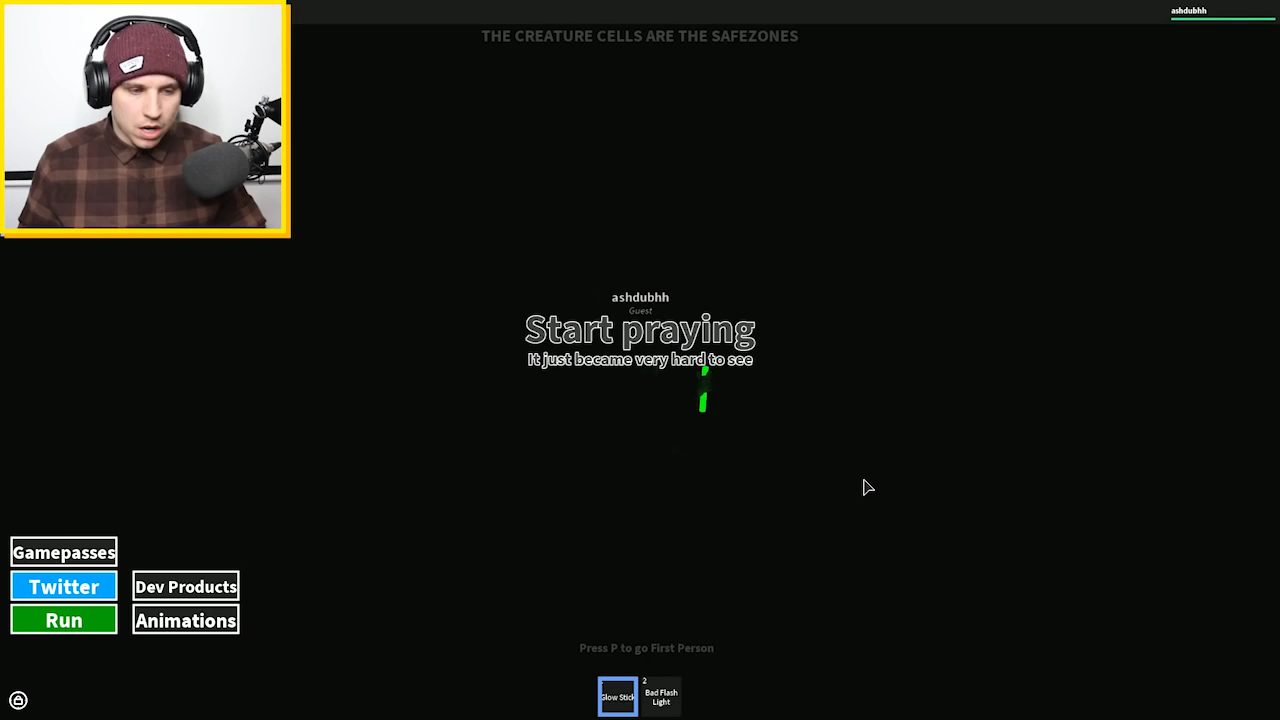 ashdubhh
THE CREATURE CELLS ARE THE SAFEZONES
ashdubhh
Guest
Start praying
It just became very hard to see
Gamepasses
Twitter
Dev Products
Run
Animations
Press P to go First Person
Glow Stick
2
Bad Flash
Light